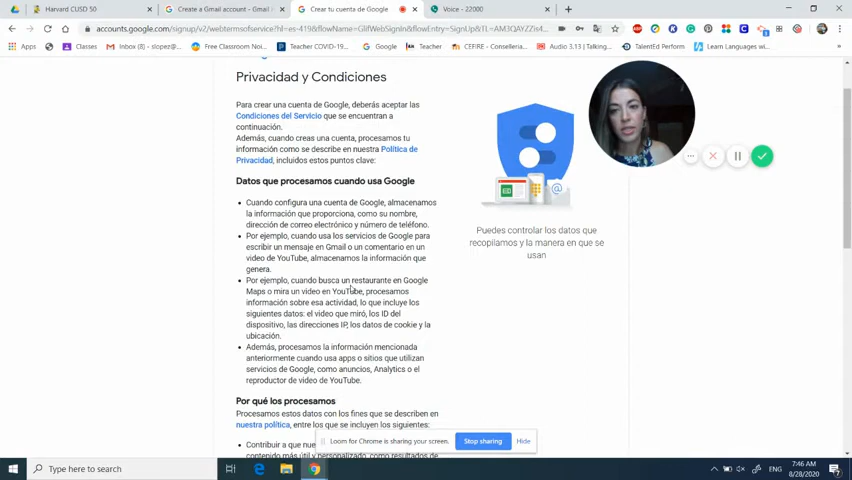 Harvard CUSD 50
Create a Gmail account - Gmail
Crear tu cuenta de Google
Voice - 22000
accounts.google.com/signup/v2/webtermsofservice?hl=es-419&flowName=GlifWebSignIn&flowEntry=SignUp&TL=AM3QAYZZis4...
Apps
Classes
Inbox (8) - slopez@...
Free Classroom Noi...
Teacher COVID-19...
Google
Teacher
CEFIRE - Conselleria...
Audio 3.13 | Talking...
TalentEd Perform
Learn Languages wi...
Privacidad y Condiciones
Para crear una cuenta de Google, deberás aceptar las
Condiciones del Servicio que se encuentran a
continuación.
Además, cuando creas una cuenta, procesamos tu
información como se describe en nuestra Política de
Privacidad, incluidos estos puntos clave:
Datos que procesamos cuando usa Google
Cuando configura una cuenta de Google, almacenamos
la información que proporciona, como su nombre,
dirección de correo electrónico y número de teléfono.
Por ejemplo, cuando usa los servicios de Google para
escribir un mensaje en Gmail o un comentario en un
video de YouTube, almacenamos la información que
genera.
Por ejemplo, cuando busca un restaurante en Google
Maps o mira un video en YouTube, procesamos
información sobre esa actividad, lo que incluye los
siguientes datos: el video que miró, los ID del
dispositivo, las direcciones IP, los datos de cookie y la
ubicación.
Además, procesamos la información mencionada
anteriormente cuando usa apps o sitios que utilizan
servicios de Google, como anuncios, Analytics o el
reproductor de video de YouTube.
Por qué los procesamos
Procesamos estos datos con los fines que se describen en
nuestra política, entre los que se incluyen los siguientes:
Contribuir a que nue
contenido más útil y personalizado, como resultados de
Puedes controlar los datos que
recopilamos y la manera en que se
usan
Loom for Chrome is sharing your screen.
Stop sharing
Hide
Type here to search
ENG
7:46 AM
8/28/2020